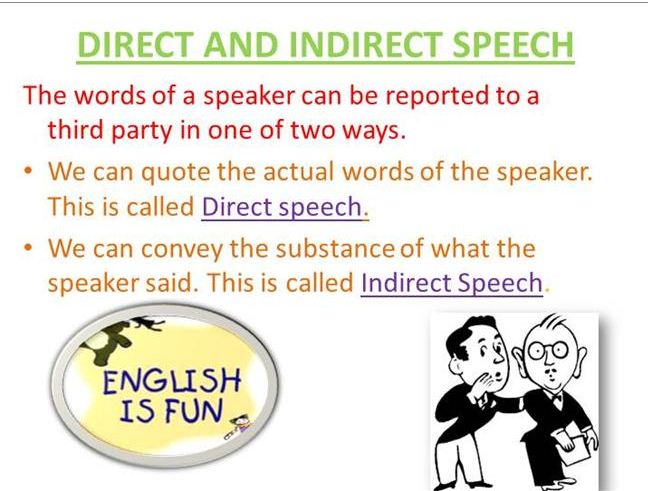 DIRECT AND INDIRECT SPEECH
The words of a speaker can be reported to a
third party in one of two ways.
• We can quote the actual words of the speaker.
This is called Direct speech.
• We can convey the substance of what the
speaker said. This is called Indirect Speech.
ENGLISH
IS FUN